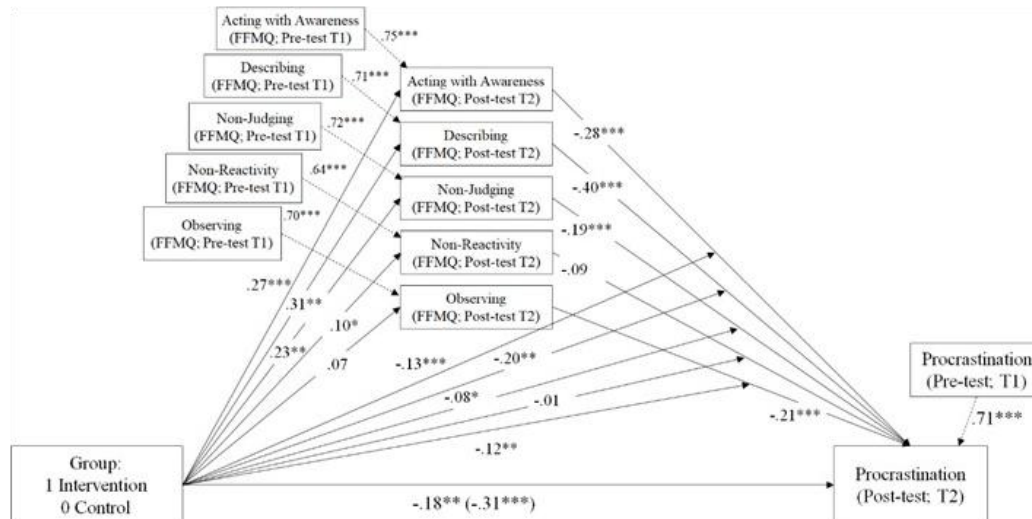 Acting with Awareness
(FFMQ; Pre-test T1)
.75***
Describing
(FFMQ; Pre-test T1)
.71***
Non-Judging
(FFMQ; Pre-test T1)
.72***
Non-Reactivity
(FFMQ; Pre-test T1)
.64***
Observing
(FFMQ; Pre-test T1)
.70***
Acting with Awareness
(FFMQ; Post-test T2)
Describing
(FFMQ; Post-test T2)
Non-Judging
(FFMQ; Post-test T2)
Non-Reactivity
(FFMQ; Post-test T2)
Observing
(FFMQ; Post-test T2)
-.28***
-.40***
-.19***
-.09
-.21***
.27***
.31**
.23**
.10*
.07
-.13***
-.20**
-.08*
-.01
-.12**
Procrastination
(Pre-test; T1)
.71***
Group:
1 Intervention
0 Control
-.18** (-.31***)
Procrastination
(Post-test; T2)